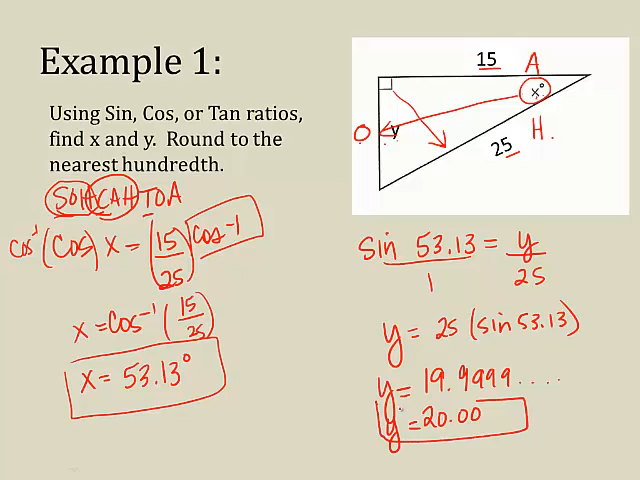 Example 1:
Using Sin, Cos, or Tan ratios,
find x and y. Round to the
nearest hundredth.
15 A
x°
O y
25 H.
SOH CAH TOA
cos⁻¹ (Cos) x = (15/25) cos -1
x = Cos⁻¹ (15/25)
x = 53.13°
sin 53.13 / 1 = y / 25
y = 25 (sin 53.13)
y = 19.9999....
y = 20.00